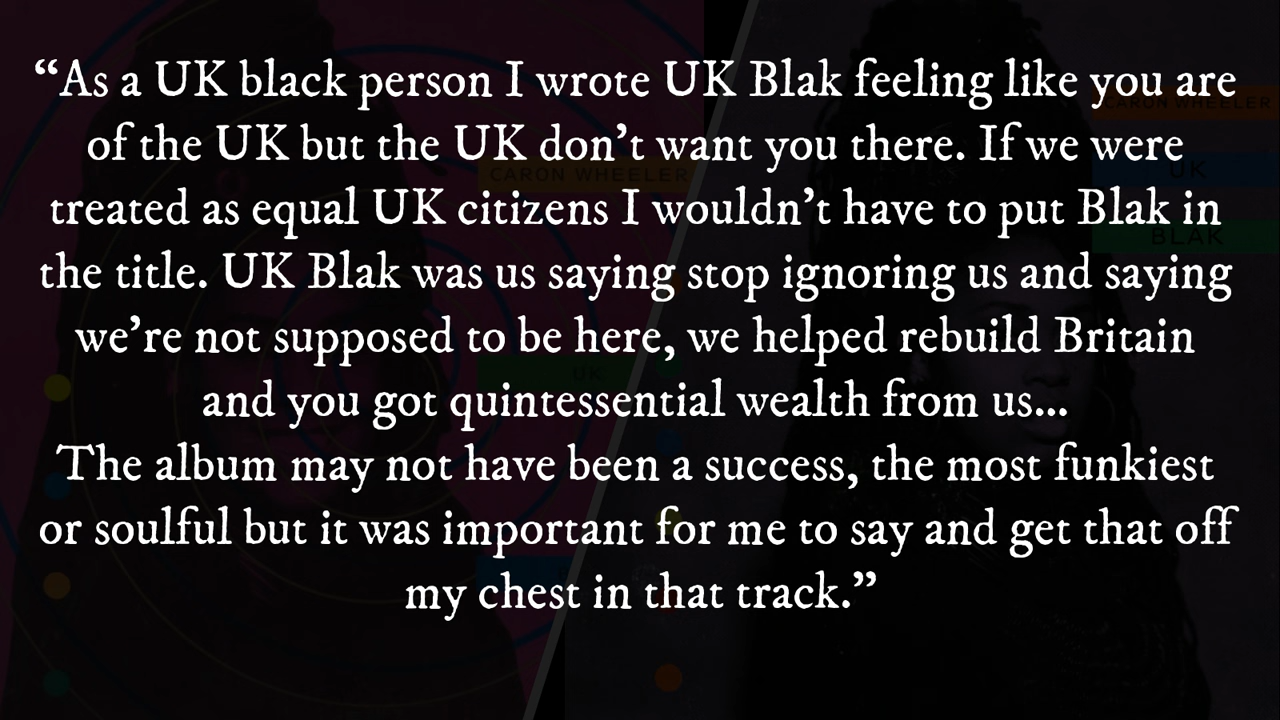 “As a UK black person I wrote UK Blak feeling like you are
of the UK but the UK don’t want you there. If we were
treated as equal UK citizens I wouldn’t have to put Blak in
the title. UK Blak was us saying stop ignoring us and saying
we’re not supposed to be here, we helped rebuild Britain
and you got quintessential wealth from us...
The album may not have been a success, the most funkiest
or soulful but it was important for me to say and get that off
my chest in that track.”
CARON WHEELER
UK
CARON WHEELER
UK
BLAK